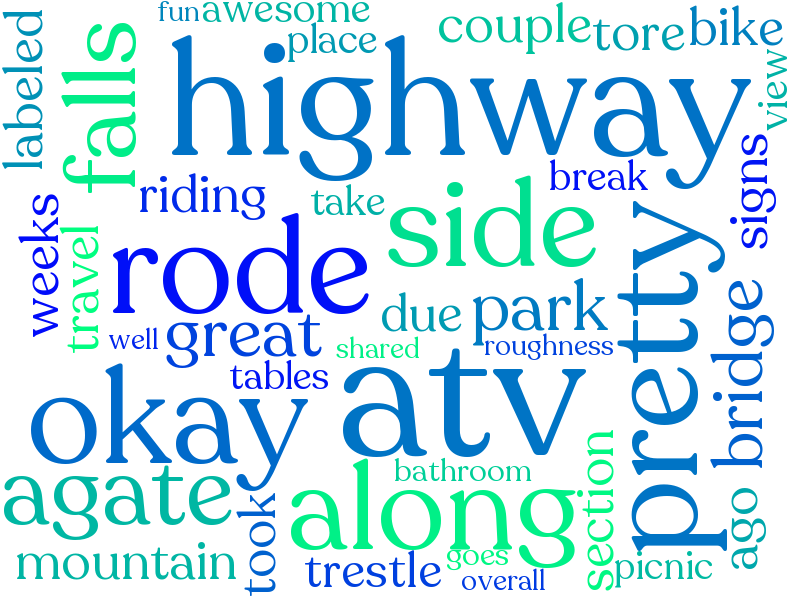 fun
awesome
place
couple
tore
bike
labeled
falls
highway
view
riding
take
break
signs
weeks
travel
rode
side
pretty
due
park
well
great
shared
roughness
tables
bridge
okay
atv
agate
along
bathroom
section
ago
mountain
took
trestle
goes
overall
picnic